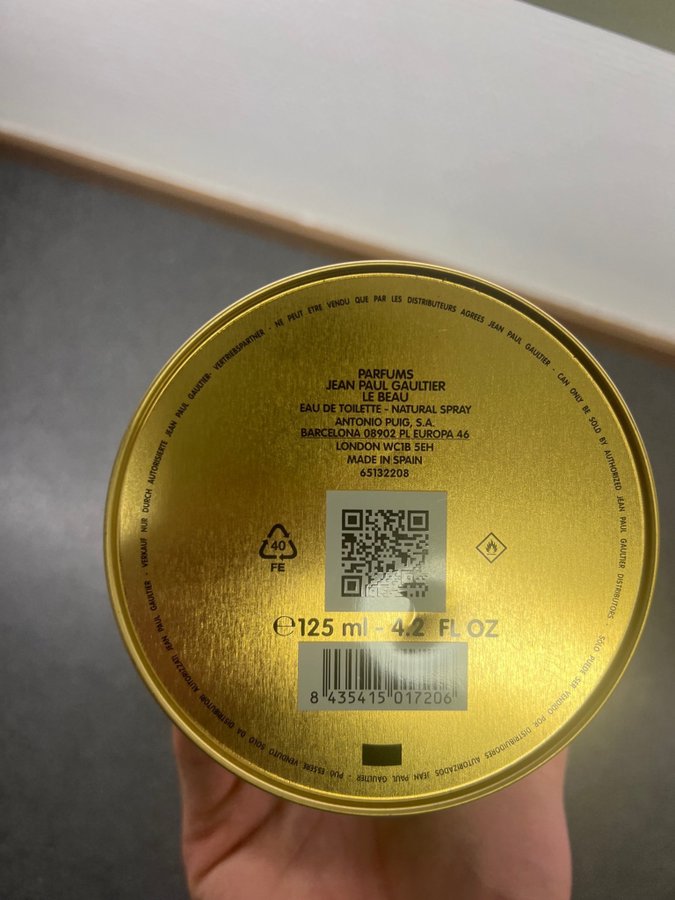 NE PEUT ETRE VENDU QUE PAR LES DISTRIBUTEURS AGREES JEAN PAUL GAULTIER - CAN ONLY BE SOLD BY AUTHORIZED JEAN PAUL GAULTIER DISTRIBUTORS - SOLO PUEDE SER VENDIDO POR DISTRIBUIDORES AUTORIZADOS JEAN PAUL GAULTIER - PUO ESSERE VENDUTO SOLO DA DISTRIBUTORI AUTORIZZATI JEAN PAUL GAULTIER - VERKAUF NUR DURCH AUTORISIERTE JEAN PAUL GAULTIER- VERTRIEBSPARTNER -
PARFUMS
JEAN PAUL GAULTIER
LE BEAU
EAU DE TOILETTE - NATURAL SPRAY
ANTONIO PUIG, S.A.
BARCELONA 08902 PL EUROPA 46
LONDON WC1B 5EH
MADE IN SPAIN
65132208
40
FE
℮125 ml - 4.2 FL OZ
8 435415 017206